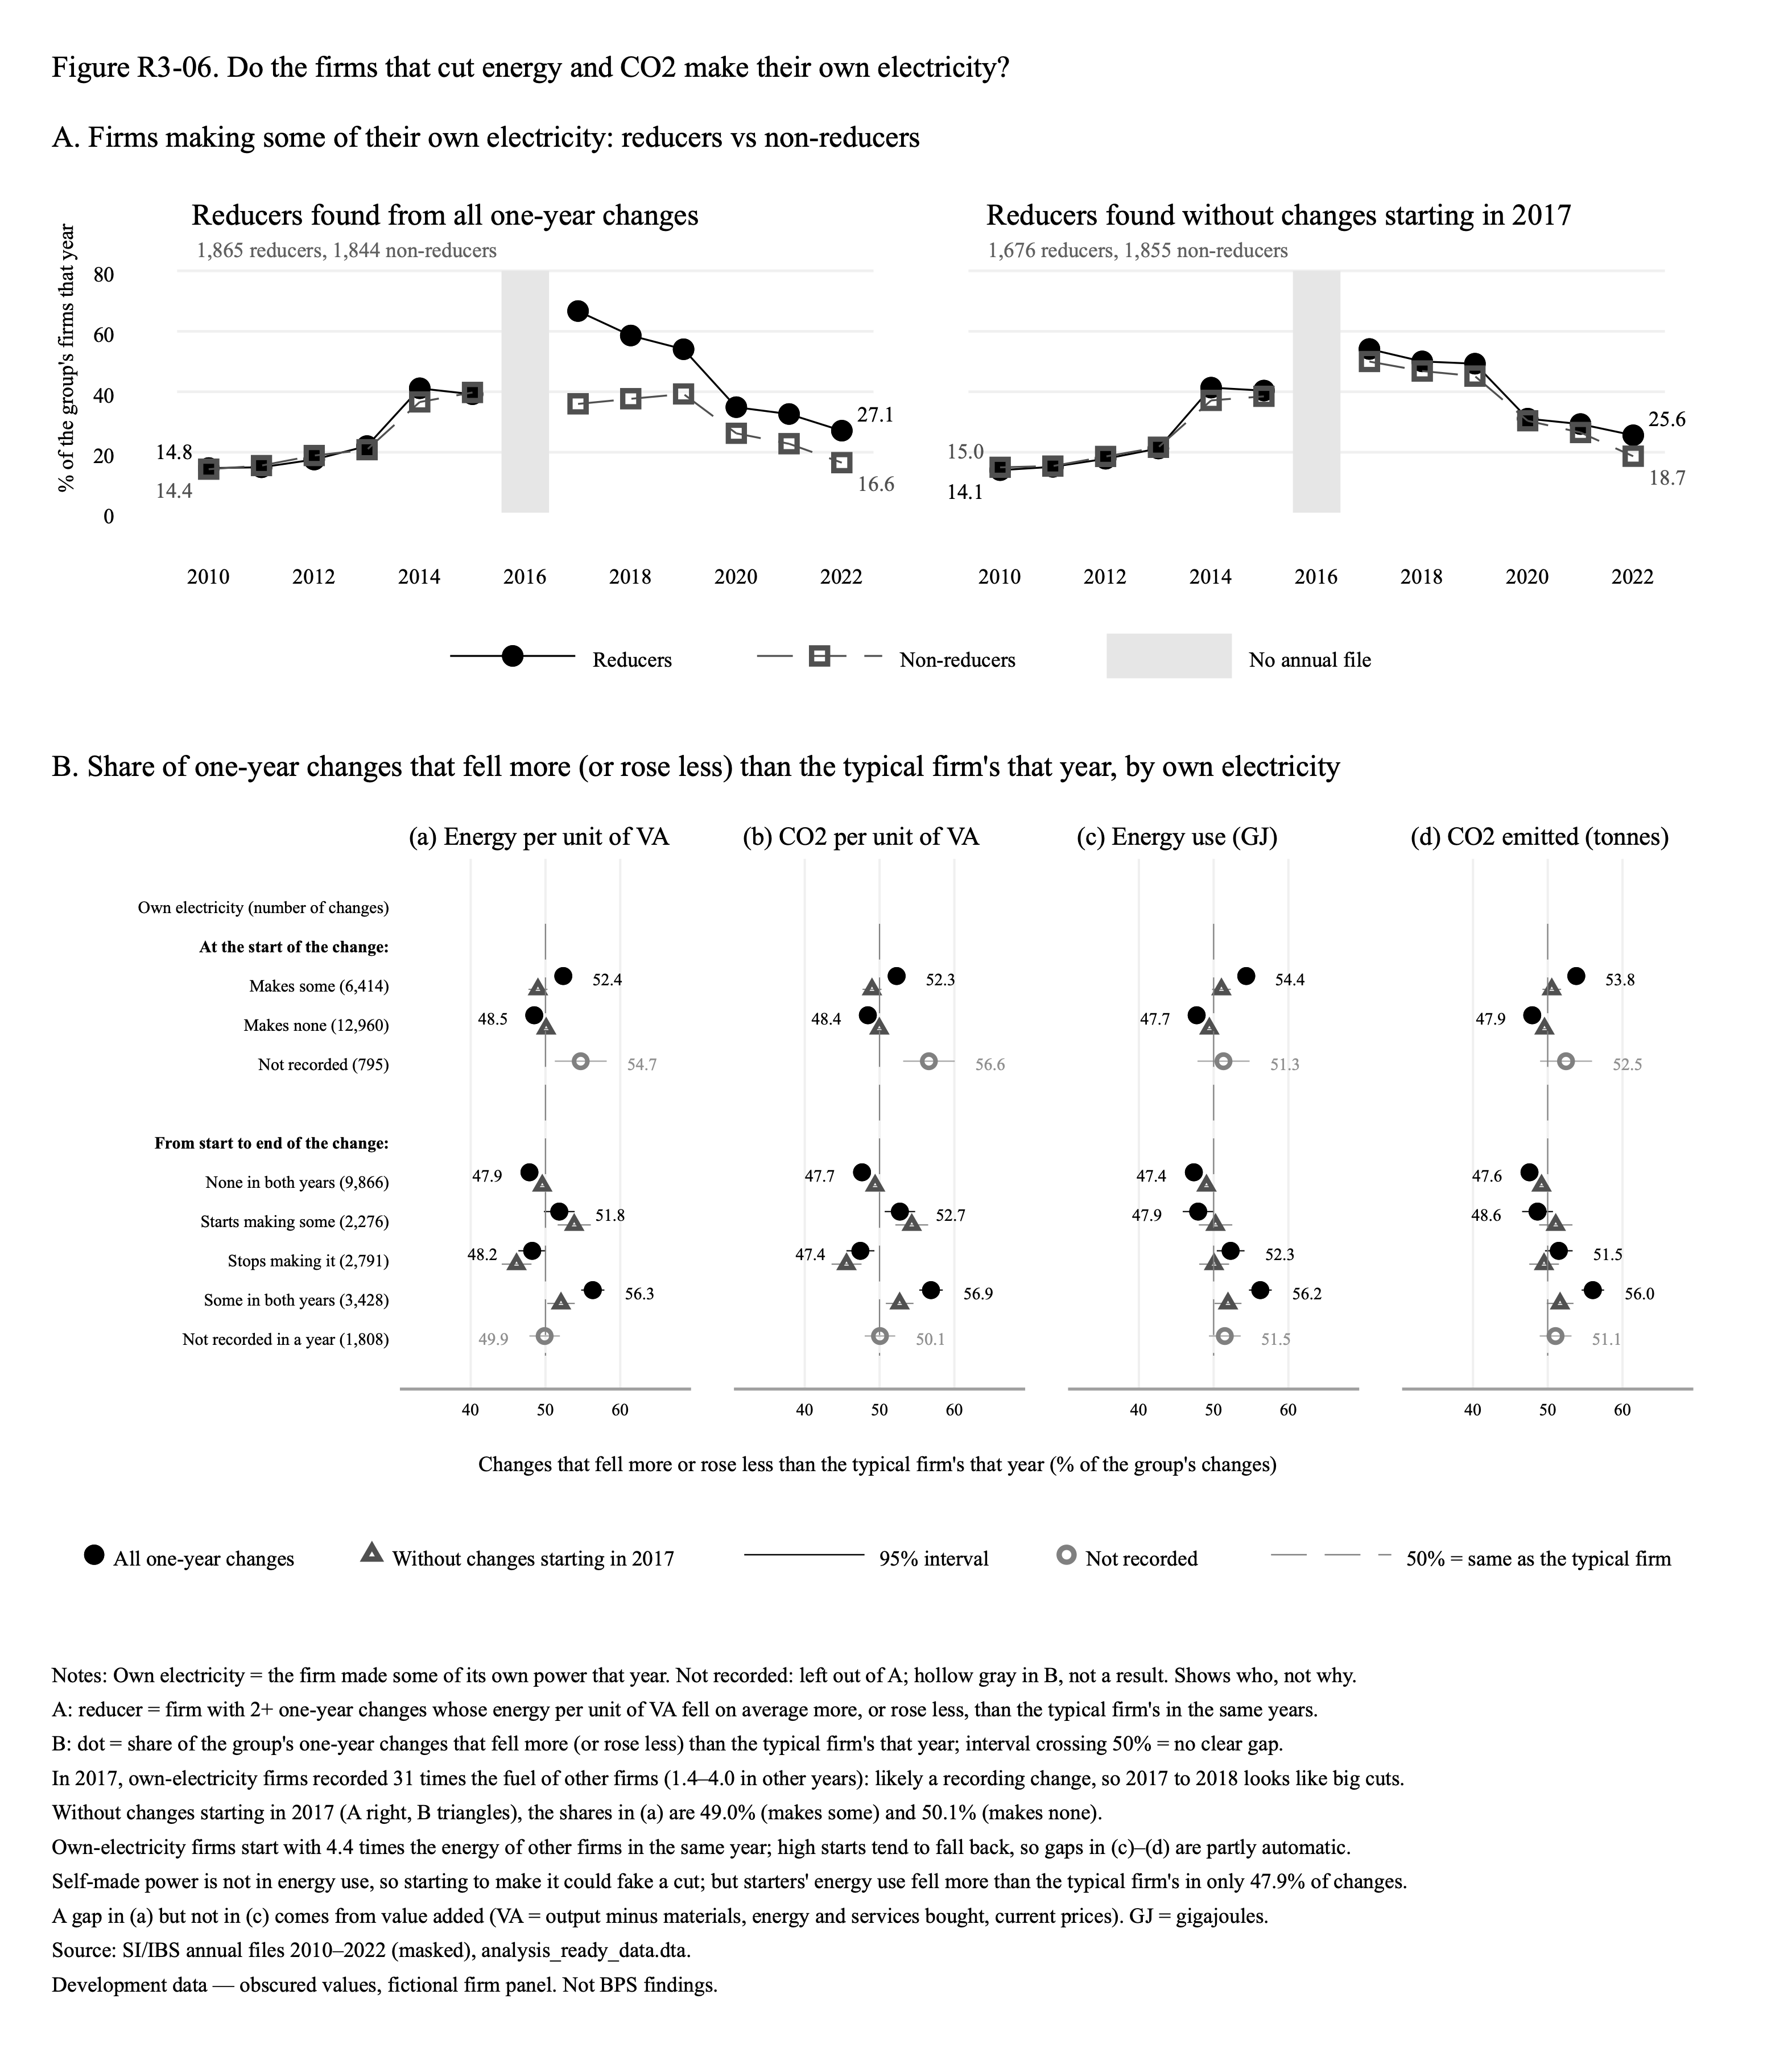 Figure R3-06. Do the firms that cut energy and CO2 make their own electricity?
A. Firms making some of their own electricity: reducers vs non-reducers
Reducers found from all one-year changes
1,865 reducers, 1,844 non-reducers
Reducers found without changes starting in 2017
1,676 reducers, 1,855 non-reducers
% of the group's firms that year
80
60
40
20
0
14.8
14.4
27.1
16.6
15.0
14.1
25.6
18.7
2010 2012 2014 2016 2018 2020 2022
2010 2012 2014 2016 2018 2020 2022
Reducers Non-reducers No annual file
B. Share of one-year changes that fell more (or rose less) than the typical firm's that year, by own electricity
(a) Energy per unit of VA (b) CO2 per unit of VA (c) Energy use (GJ) (d) CO2 emitted (tonnes)
Own electricity (number of changes)
At the start of the change:
Makes some (6,414) 52.4 52.3 54.4 53.8
Makes none (12,960) 48.5 48.4 47.7 47.9
Not recorded (795) 54.7 56.6 51.3 52.5
From start to end of the change:
None in both years (9,866) 47.9 47.7 47.4 47.6
Starts making some (2,276) 51.8 52.7 47.9 48.6
Stops making it (2,791) 48.2 47.4 52.3 51.5
Some in both years (3,428) 56.3 56.9 56.2 56.0
Not recorded in a year (1,808) 49.9 50.1 51.5 51.1
40 50 60 40 50 60 40 50 60 40 50 60
Changes that fell more or rose less than the typical firm's that year (% of the group's changes)
All one-year changes Without changes starting in 2017 95% interval Not recorded 50% = same as the typical firm
Notes: Own electricity = the firm made some of its own power that year. Not recorded: left out of A; hollow gray in B, not a result. Shows who, not why.
A: reducer = firm with 2+ one-year changes whose energy per unit of VA fell on average more, or rose less, than the typical firm's in the same years.
B: dot = share of the group's one-year changes that fell more (or rose less) than the typical firm's that year; interval crossing 50% = no clear gap.
In 2017, own-electricity firms recorded 31 times the fuel of other firms (1.4–4.0 in other years): likely a recording change, so 2017 to 2018 looks like big cuts.
Without changes starting in 2017 (A right, B triangles), the shares in (a) are 49.0% (makes some) and 50.1% (makes none).
Own-electricity firms start with 4.4 times the energy of other firms in the same year; high starts tend to fall back, so gaps in (c)–(d) are partly automatic.
Self-made power is not in energy use, so starting to make it could fake a cut; but starters' energy use fell more than the typical firm's in only 47.9% of changes.
A gap in (a) but not in (c) comes from value added (VA = output minus materials, energy and services bought, current prices). GJ = gigajoules.
Source: SI/IBS annual files 2010–2022 (masked), analysis_ready_data.dta.
Development data — obscured values, fictional firm panel. Not BPS findings.